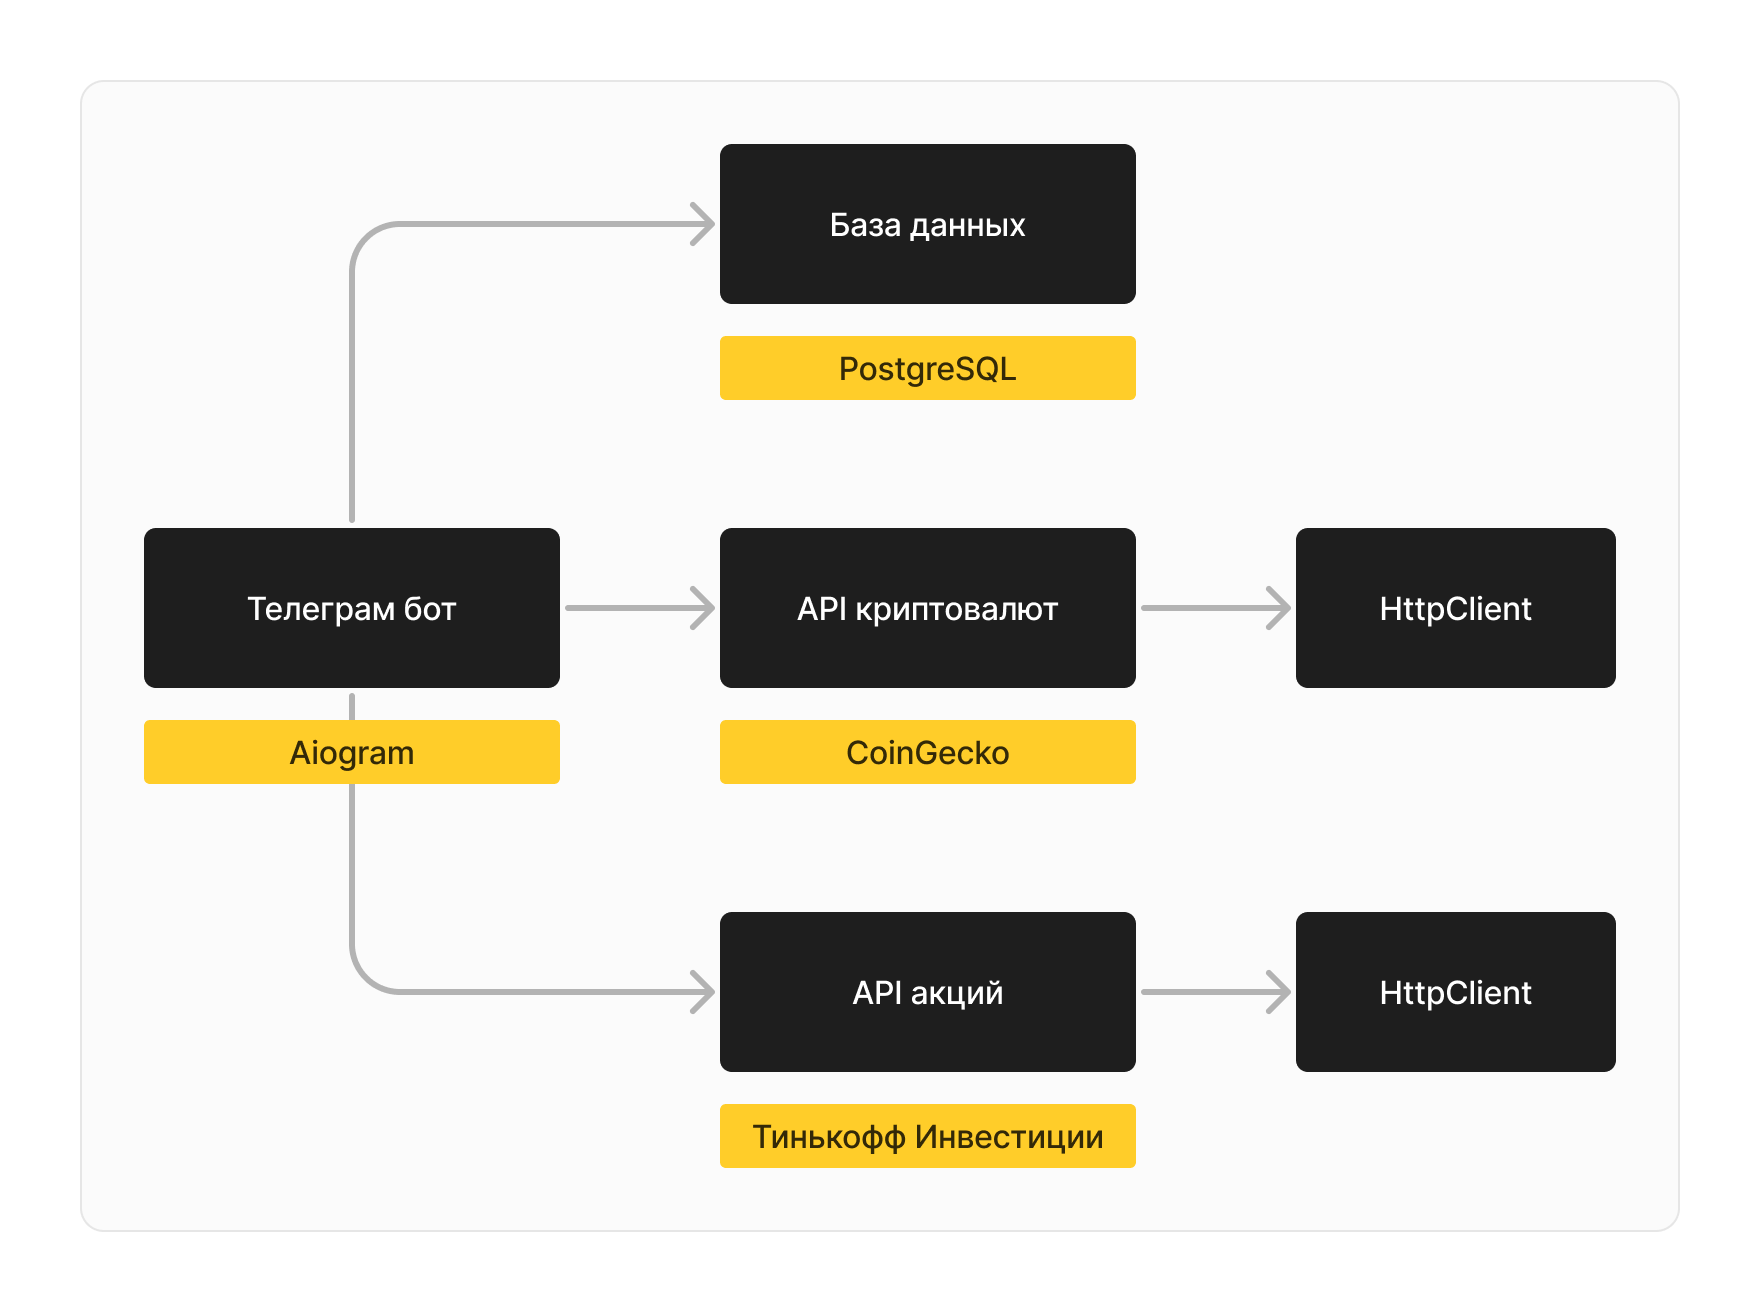 База данных
PostgreSQL
Телеграм бот
API криптовалют
HttpClient
Aiogram
CoinGecko
API акций
HttpClient
Тинькофф Инвестиции